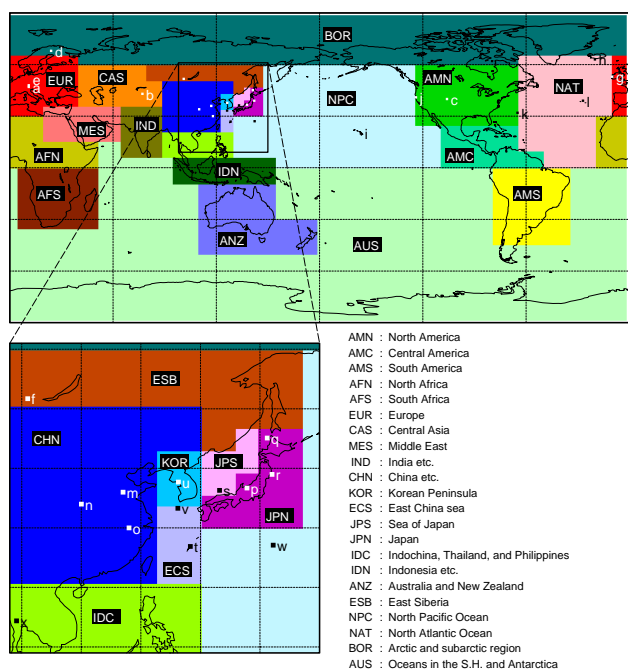 BOR
d
EUR
CAS
AMN
NAT
h
g
e
a
b
NPC
c
l
k
MES
IND
i
AFN
AMC
IDN
AFS
AMS
ANZ
AUS
ESB
f
CHN
q
KOR
JPS
u
r
m
s
p
n
v
JPN
o
t
w
ECS
IDC
x
AMN : North America
AMC : Central America
AMS : South America
AFN : North Africa
AFS : South Africa
EUR : Europe
CAS : Central Asia
MES : Middle East
IND : India etc.
CHN : China etc.
KOR : Korean Peninsula
ECS : East China sea
JPS : Sea of Japan
JPN : Japan
IDC : Indochina, Thailand, and Philippines
IDN : Indonesia etc.
ANZ : Australia and New Zealand
ESB : East Siberia
NPC : North Pacific Ocean
NAT : North Atlantic Ocean
BOR : Arctic and subarctic region
AUS : Oceans in the S.H. and Antarctica